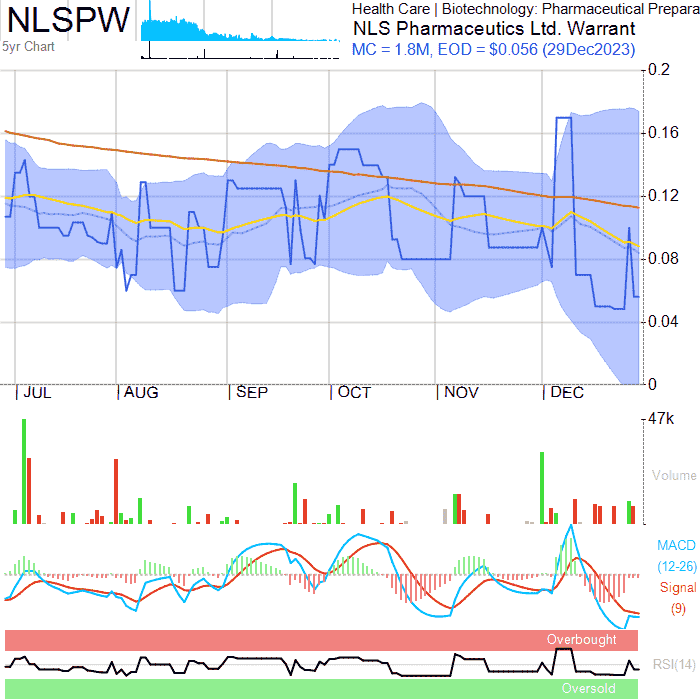 NLSPW
5yr Chart
Health Care | Biotechnology: Pharmaceutical Prepara
NLS Pharmaceutics Ltd. Warrant
MC = 1.8M, EOD = $0.056 (29Dec2023)
0.2
0.16
0.12
0.08
0.04
0
JUL
AUG
SEP
OCT
NOV
DEC
47k
Volume
MACD
(12-26)
Signal
(9)
Overbought
RSI(14)
Oversold